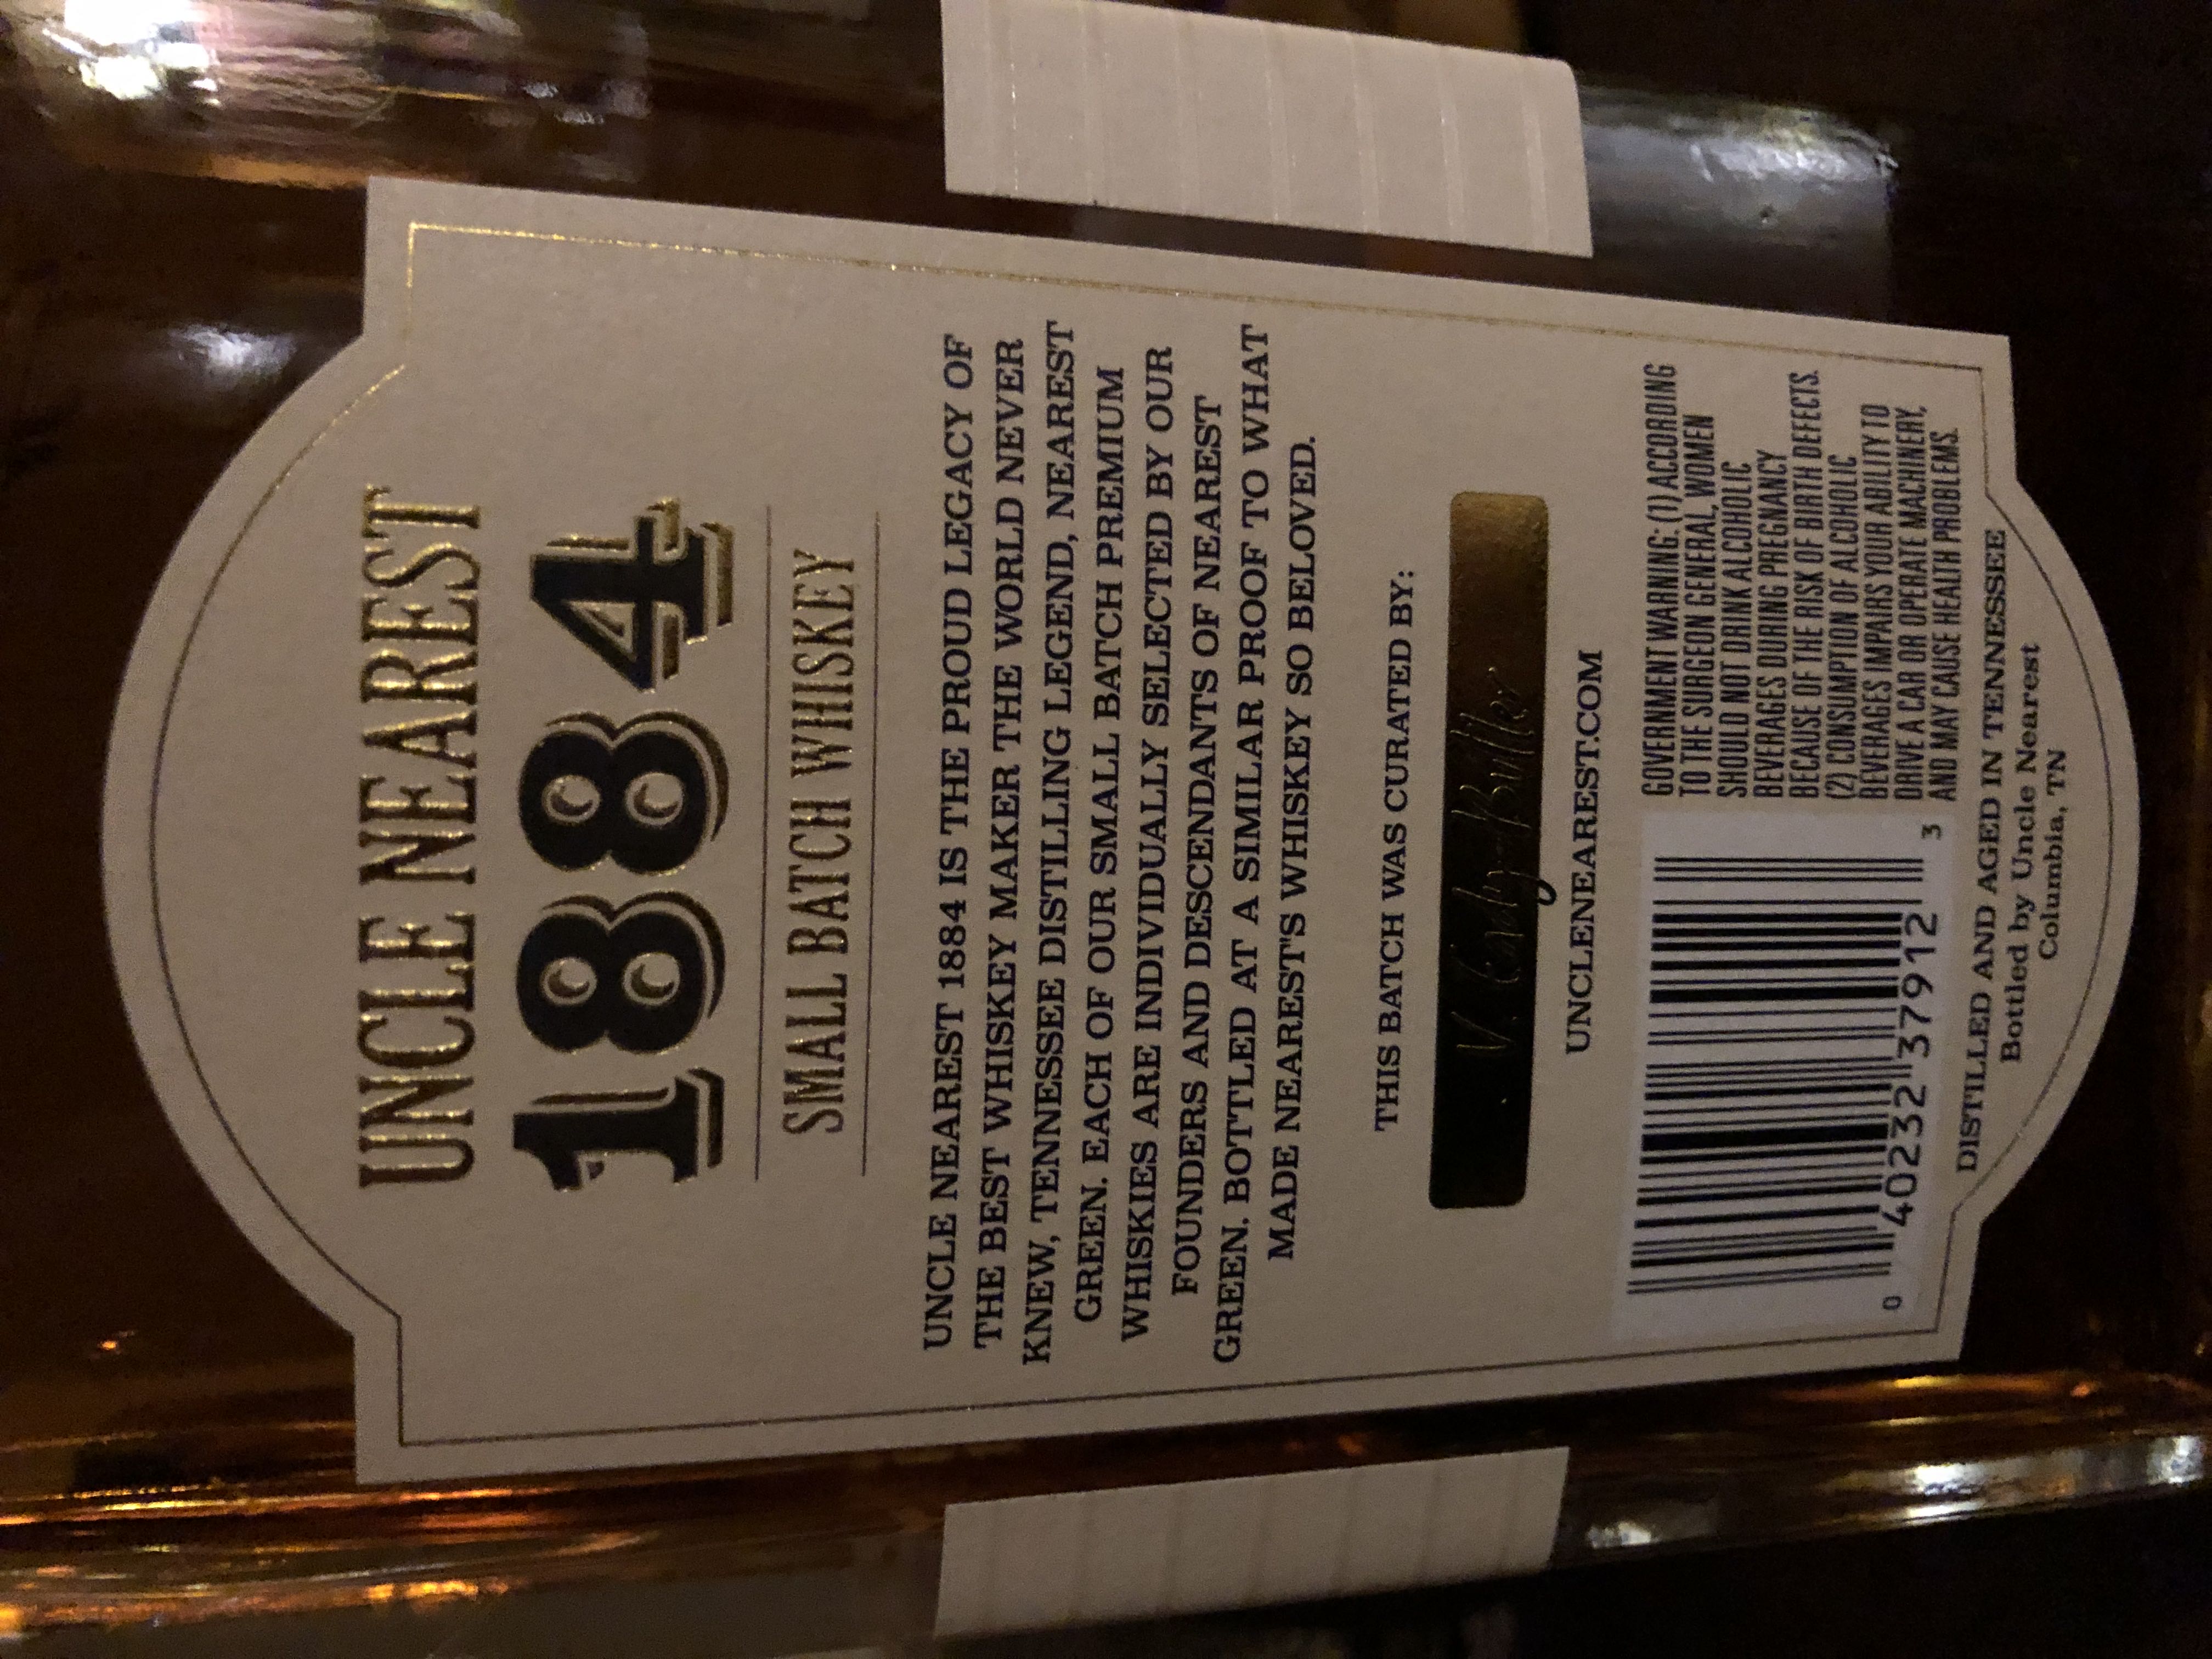 UNCLE NEAREST
1884
SMALL BATCH WHISKEY
UNCLE NEAREST 1884 IS THE PROUD LEGACY OF
THE BEST WHISKEY MAKER THE WORLD NEVER
KNEW, TENNESSEE DISTILLING LEGEND, NEAREST
GREEN. EACH OF OUR SMALL BATCH PREMIUM
WHISKIES ARE INDIVIDUALLY SELECTED BY OUR
FOUNDERS AND DESCENDANTS OF NEAREST
GREEN. BOTTLED AT A SIMILAR PROOF TO WHAT
MADE NEAREST'S WHISKEY SO BELOVED.
THIS BATCH WAS CURATED BY:
V. Eady-Butler
UNCLENEAREST.COM
GOVERNMENT WARNING: (1) ACCORDING
TO THE SURGEON GENERAL, WOMEN
SHOULD NOT DRINK ALCOHOLIC
BEVERAGES DURING PREGNANCY
BECAUSE OF THE RISK OF BIRTH DEFECTS.
(2) CONSUMPTION OF ALCOHOLIC
BEVERAGES IMPAIRS YOUR ABILITY TO
DRIVE A CAR OR OPERATE MACHINERY,
AND MAY CAUSE HEALTH PROBLEMS.
0 40232 37912 3
DISTILLED AND AGED IN TENNESSEE
Bottled by Uncle Nearest
Columbia, TN